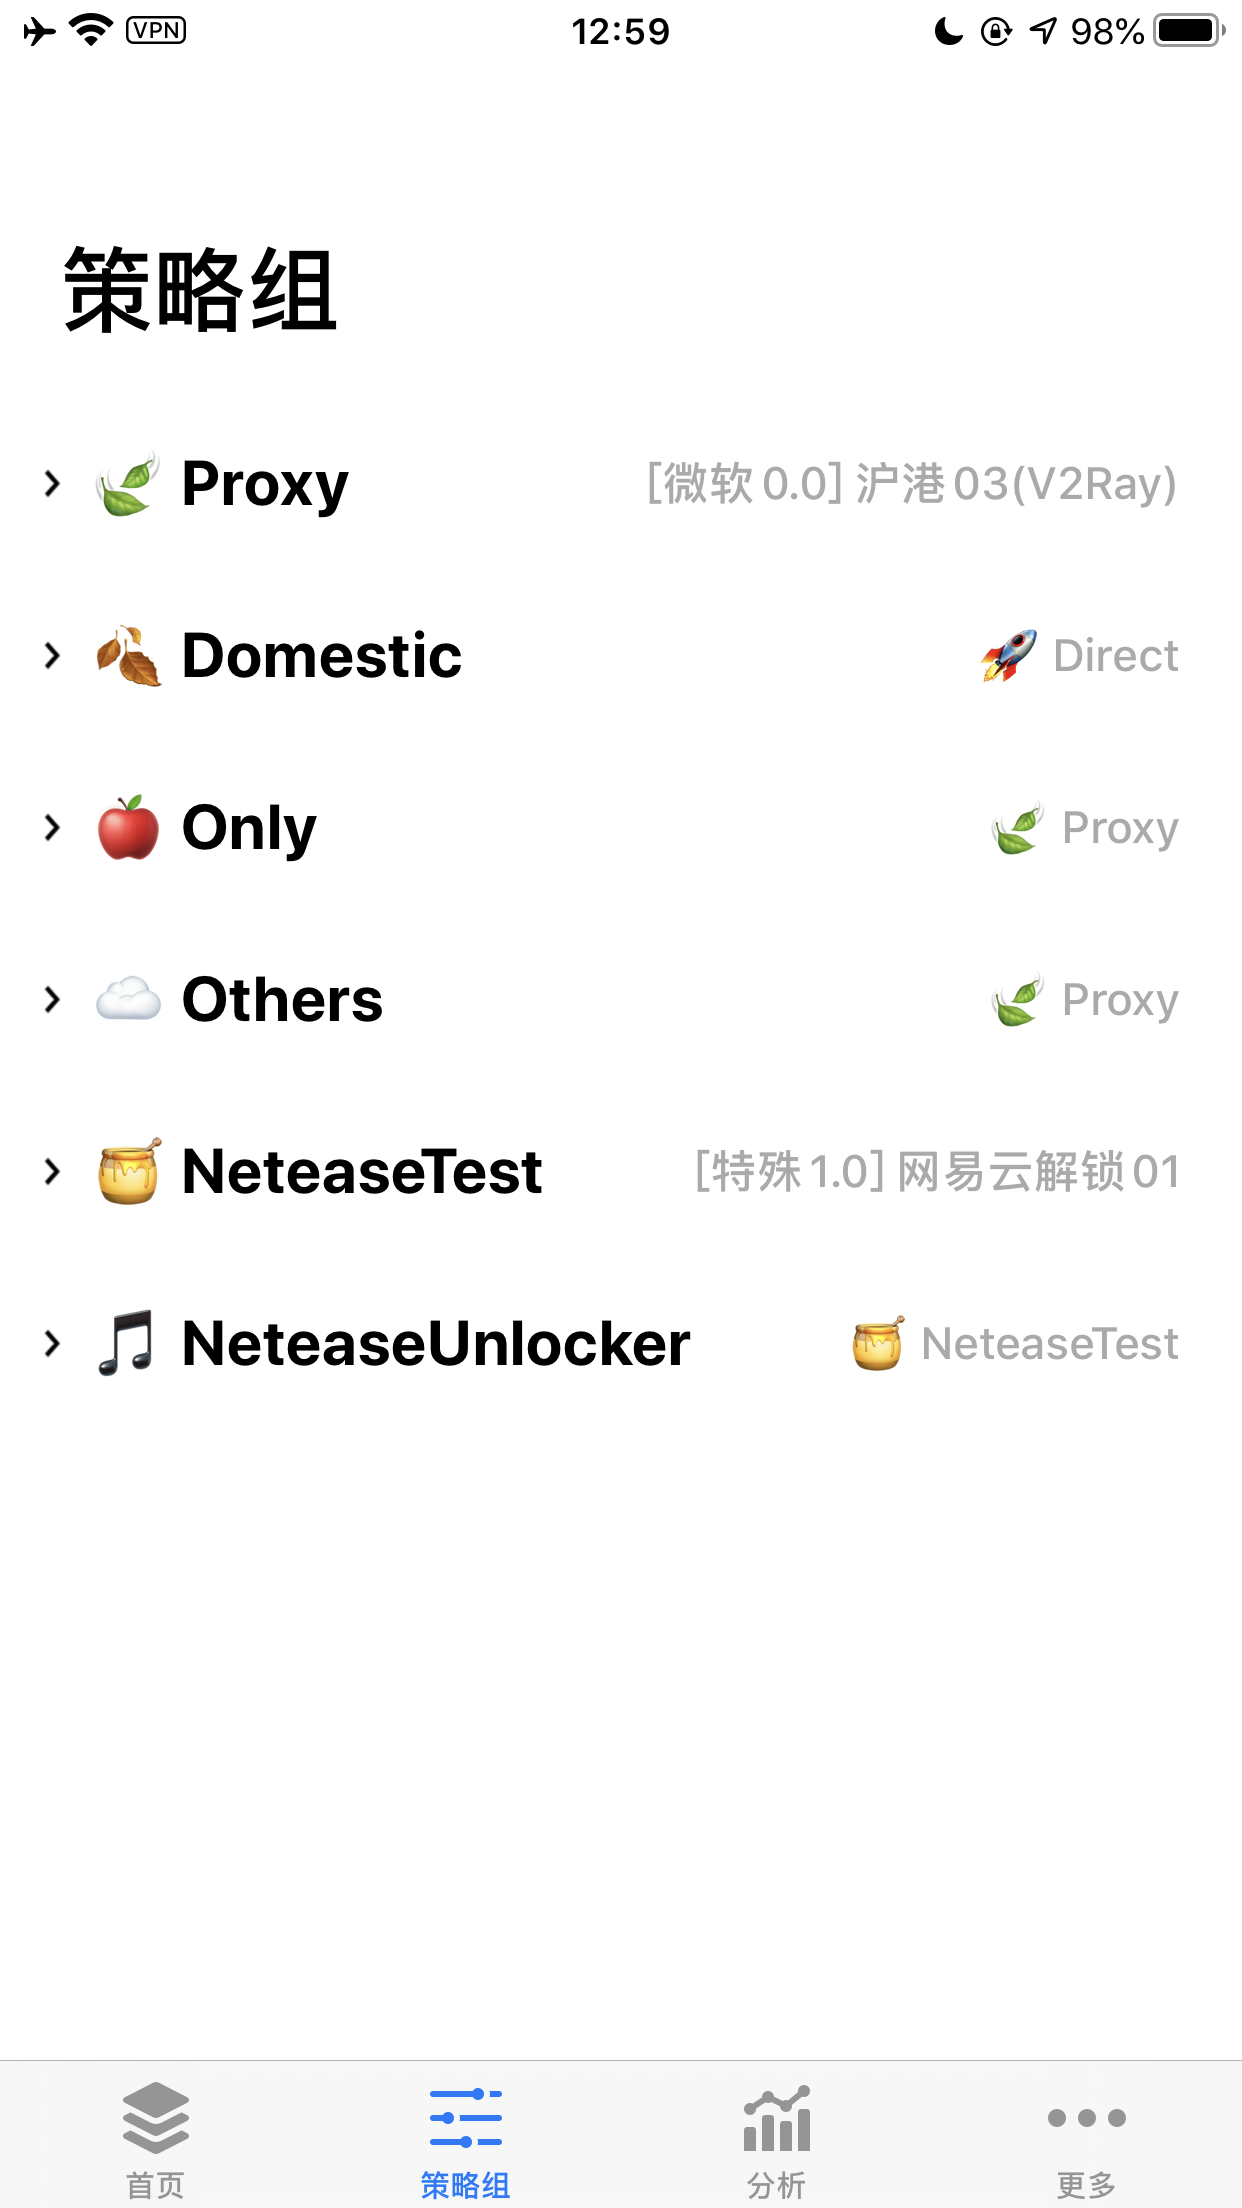 VPN 12:59 98%
策略组
Proxy [微软 0.0] 沪港 03(V2Ray)
Domestic Direct
Only Proxy
Others Proxy
NeteaseTest [特殊 1.0] 网易云解锁 01
NeteaseUnlocker NeteaseTest
首页 策略组 分析 更多